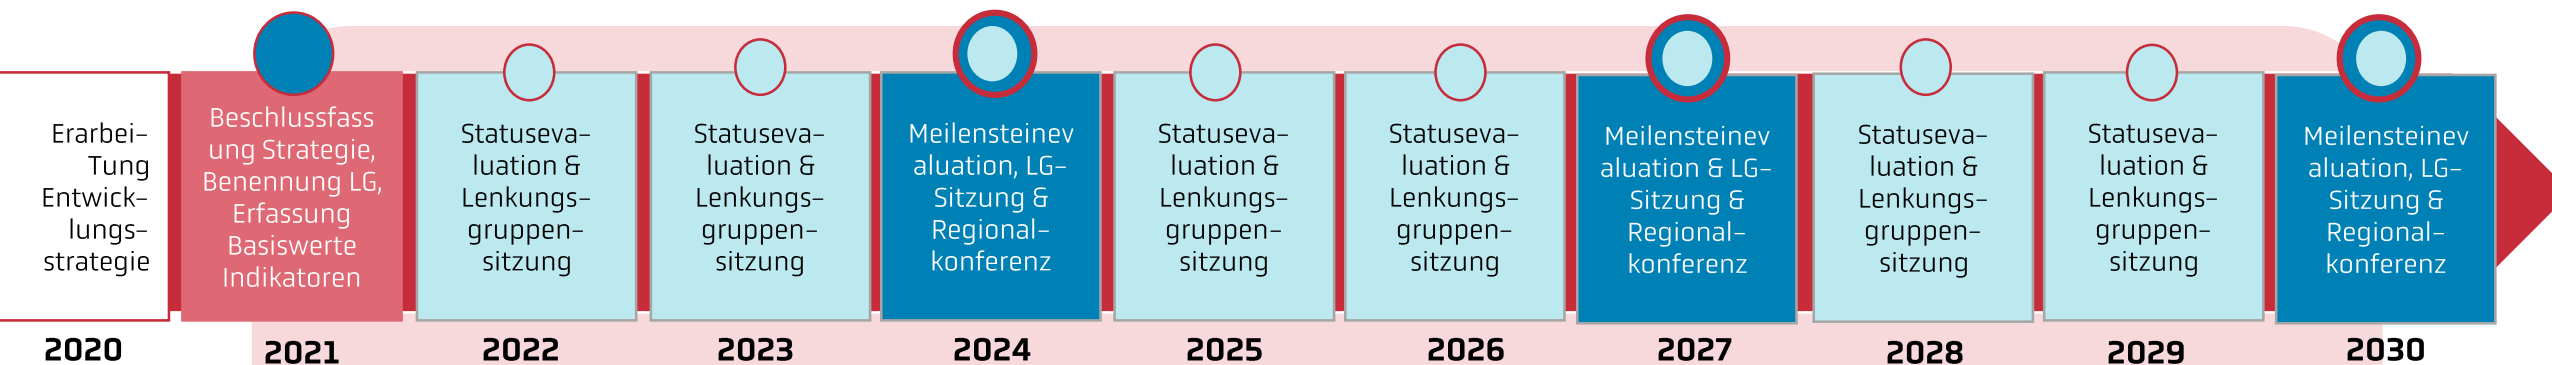 Erarbei-
Tung
Entwick-
lungs-
strategie
2020
Beschlussfass
ung Strategie,
Benennung LG,
Erfassung
Basiswerte
Indikatoren
2021
Statuseva-
luation &
Lenkungs-
gruppen-
sitzung
2022
Statuseva-
luation &
Lenkungs-
gruppen-
sitzung
2023
Meilensteinev
aluation, LG-
Sitzung &
Regional-
konferenz
2024
Statuseva-
luation &
Lenkungs-
gruppen-
sitzung
2025
Statuseva-
luation &
Lenkungs-
gruppen-
sitzung
2026
Meilensteinev
aluation & LG-
Sitzung &
Regional-
konferenz
2027
Statuseva-
luation &
Lenkungs-
gruppen-
sitzung
2028
Statuseva-
luation &
Lenkungs-
gruppen-
sitzung
2029
Meilensteinev
aluation, LG-
Sitzung &
Regional-
konferenz
2030